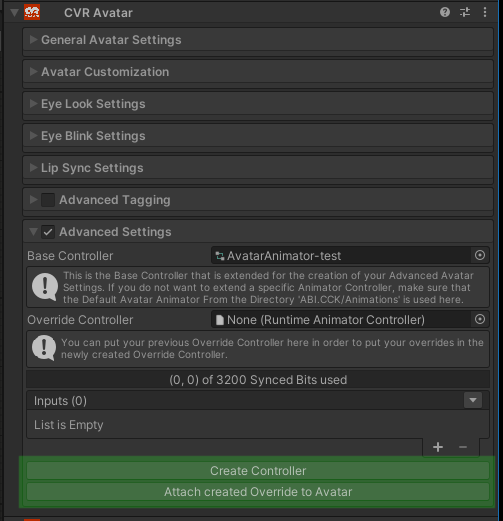 CVR Avatar
General Avatar Settings
Avatar Customization
Eye Look Settings
Eye Blink Settings
Lip Sync Settings
Advanced Tagging
Advanced Settings
Base Controller AvatarAnimator-test
This is the Base Controller that is extended for the creation of your Advanced Avatar
Settings. If you do not want to extend a specific Animator Controller, make sure that
the Default Avatar Animator From the Directory 'ABI.CCK/Animations' is used here.
Override Controller None (Runtime Animator Controller)
You can put your previous Override Controller here in order to put your overrides in the
newly created Override Controller.
(0, 0) of 3200 Synced Bits used
Inputs (0)
List is Empty
Create Controller
Attach created Override to Avatar